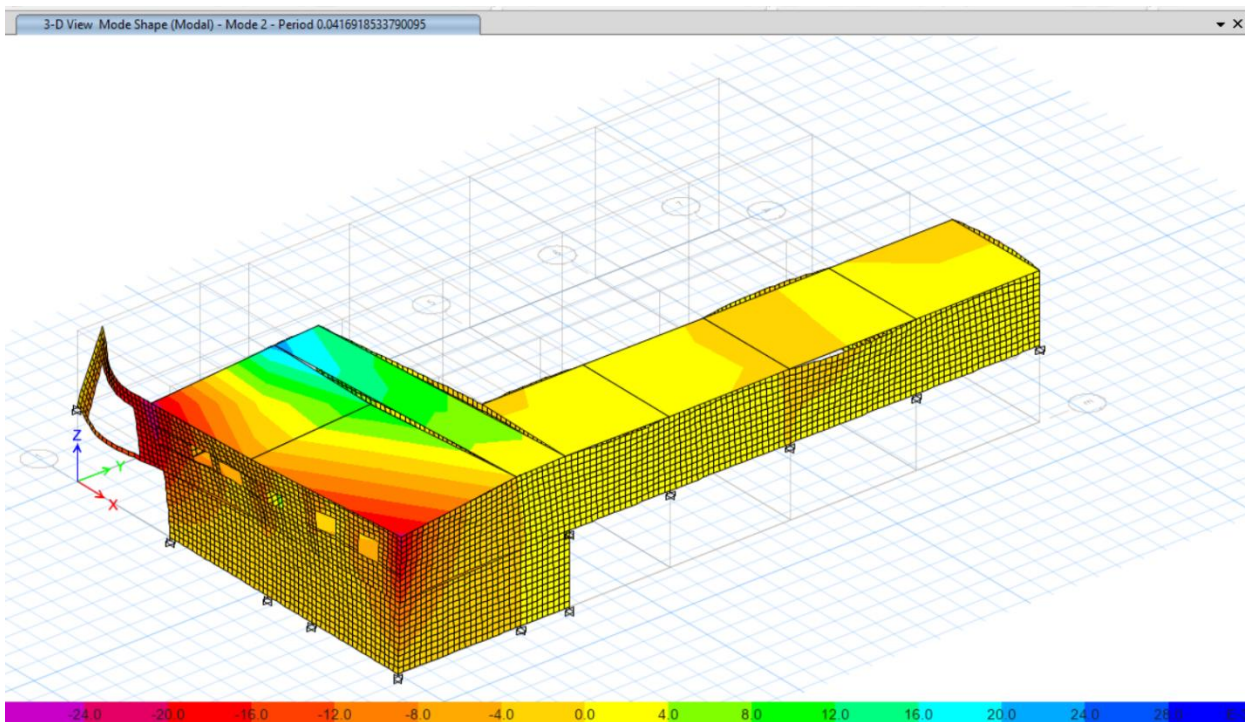 3-D View Mode Shape (Modal) - Mode 2 - Period 0.0416918533790095
Z
Y
X
-24.0 -20.0 -16.0 -12.0 -8.0 -4.0 0.0 4.0 8.0 12.0 16.0 20.0 24.0